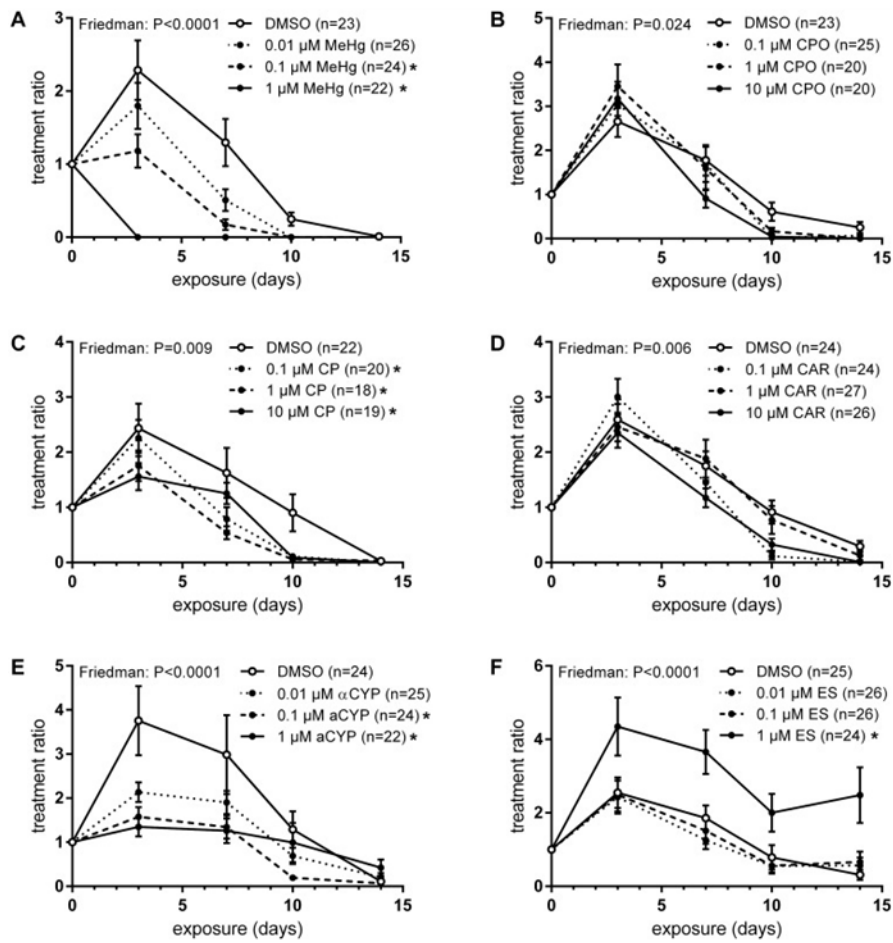 A
Friedman: P<0.0001
DMSO (n=23)
0.01 µM MeHg (n=26)
0.1 µM MeHg (n=24) *
1 µM MeHg (n=22) *
treatment ratio
3
2
1
0
0 5 10 15
exposure (days)
B
Friedman: P=0.024
DMSO (n=23)
0.1 µM CPO (n=25)
1 µM CPO (n=20)
10 µM CPO (n=20)
treatment ratio
5
4
3
2
1
0
0 5 10 15
exposure (days)
C
Friedman: P=0.009
DMSO (n=22)
0.1 µM CP (n=20) *
1 µM CP (n=18) *
10 µM CP (n=19) *
treatment ratio
4
3
2
1
0
0 5 10 15
exposure (days)
D
Friedman: P=0.006
DMSO (n=24)
0.1 µM CAR (n=24)
1 µM CAR (n=27)
10 µM CAR (n=26)
treatment ratio
4
3
2
1
0
0 5 10 15
exposure (days)
E
Friedman: P<0.0001
DMSO (n=24)
0.01 µM αCYP (n=25)
0.1 µM aCYP (n=24) *
1 µM aCYP (n=22) *
treatment ratio
5
4
3
2
1
0
0 5 10 15
exposure (days)
F
Friedman: P<0.0001
DMSO (n=25)
0.01 µM ES (n=26)
0.1 µM ES (n=26)
1 µM ES (n=24) *
treatment ratio
6
4
2
0
0 5 10 15
exposure (days)